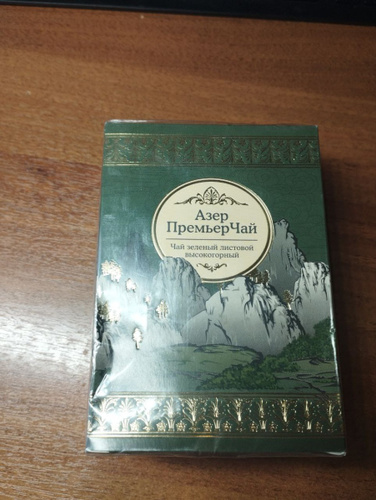 Азер
ПремьерЧай
Чай зеленый листовой
высокогорный